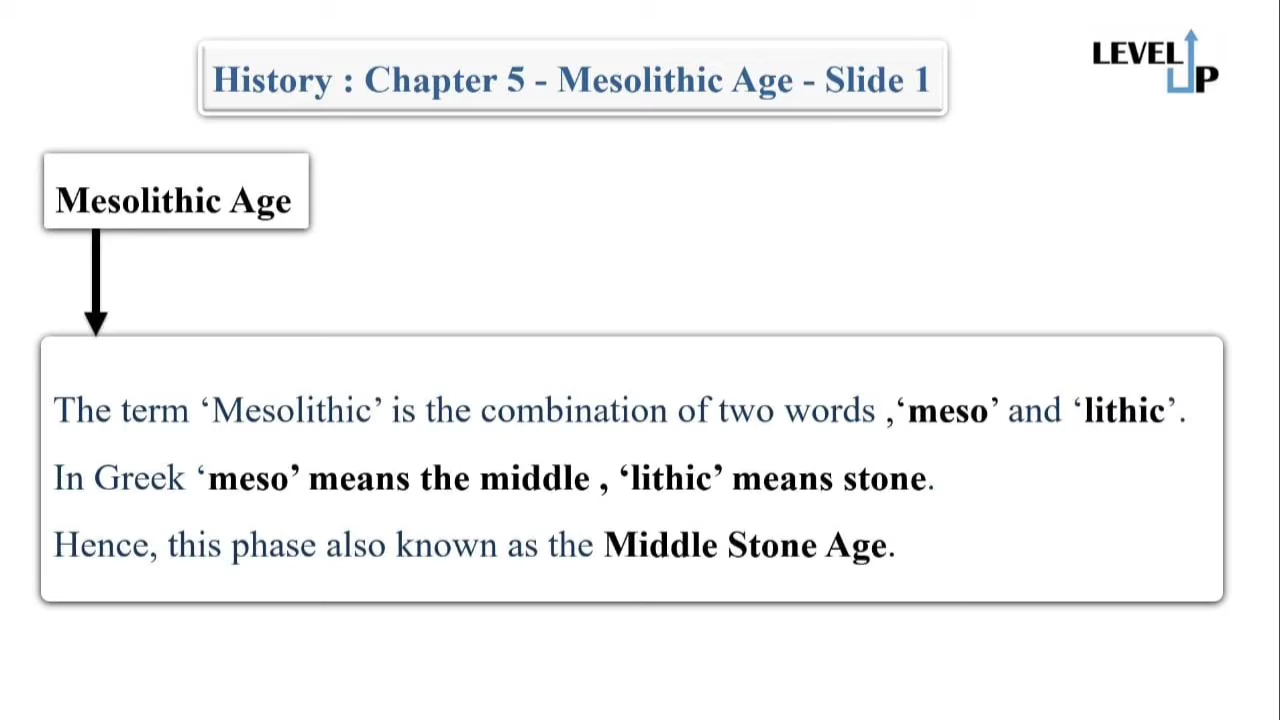 History : Chapter 5 - Mesolithic Age - Slide 1
LEVEL UP
Mesolithic Age
The term ‘Mesolithic’ is the combination of two words ,‘meso’ and ‘lithic’.
In Greek ‘meso’ means the middle , ‘lithic’ means stone.
Hence, this phase also known as the Middle Stone Age.